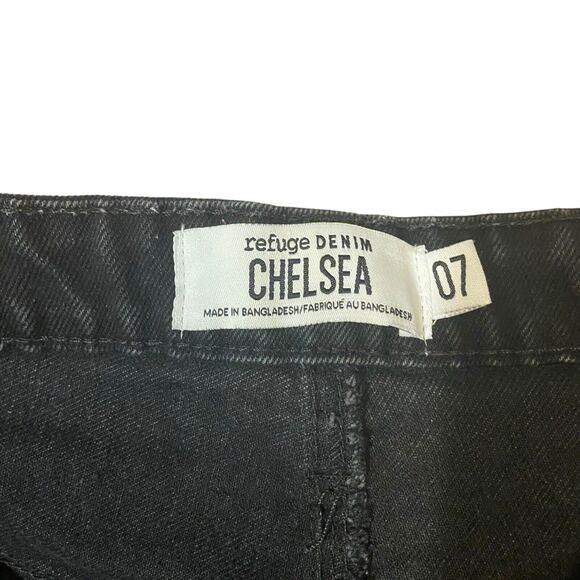 refuge DENIM
CHELSEA
MADE IN BANGLADESH/FABRIQUÉ AU BANGLADESH
07